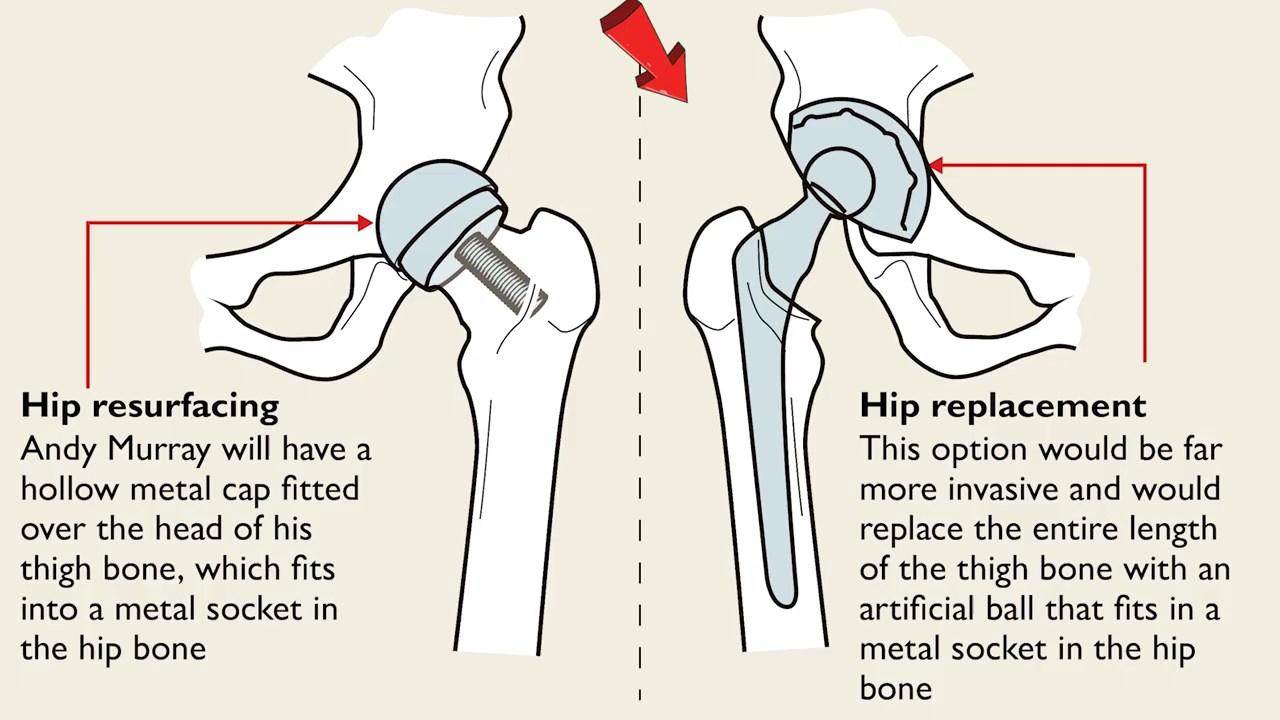 Hip resurfacing
Andy Murray will have a
hollow metal cap fitted
over the head of his
thigh bone, which fits
into a metal socket in
the hip bone
Hip replacement
This option would be far
more invasive and would
replace the entire length
of the thigh bone with an
artificial ball that fits in a
metal socket in the hip
bone